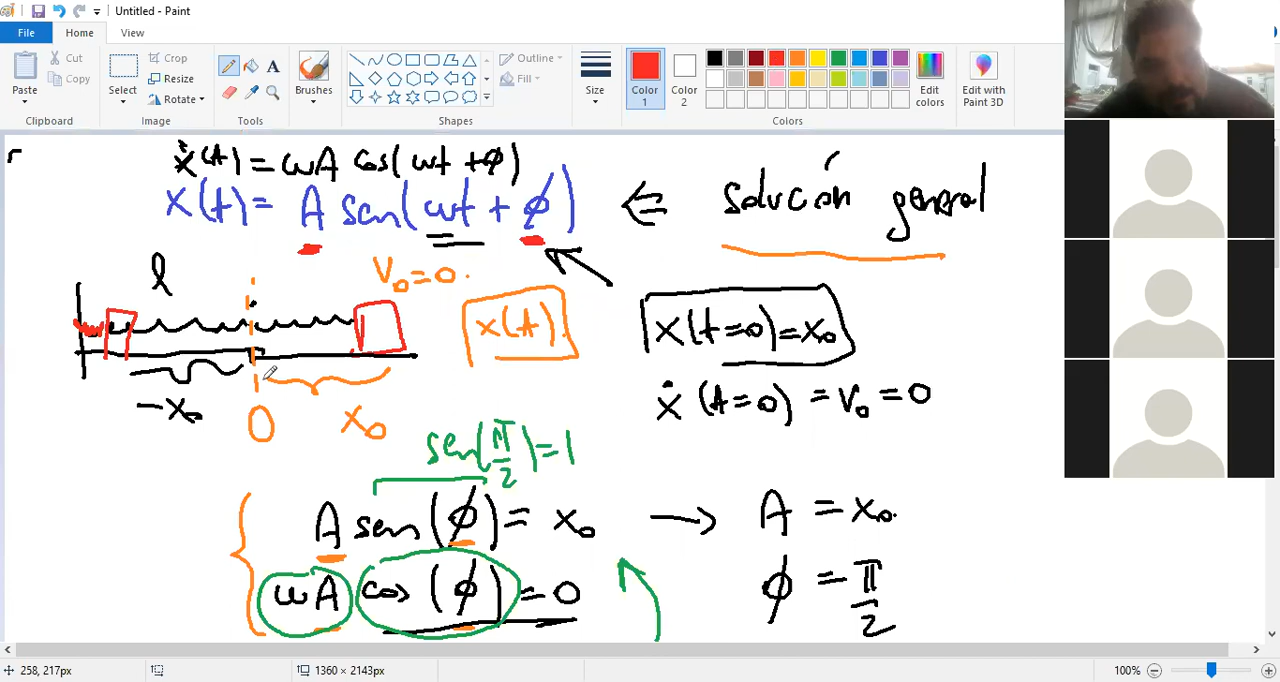 Untitled - Paint
File Home View
Paste
Cut
Copy
Clipboard
Select
Crop
Resize
Rotate
Image
Tools
Brushes
Shapes
Outline
Fill
Size
Color 1
Color 2
Colors
Edit colors
Edit with Paint 3D
ẋ(t) = ωA cos(ωt + ϕ)
x(t) = A sen(ωt + ϕ) ⇐ solución general
l
V₀ = 0.
x(t).
x(t=0) = x₀
ẋ (t=0) = V₀ = 0
-x₀ 0 x₀
sen(π/2) = 1
A sen(ϕ) = x₀ → A = x₀.
ωA cos(ϕ) = 0
ϕ = π/2
258, 217px
1360 × 2143px
100%